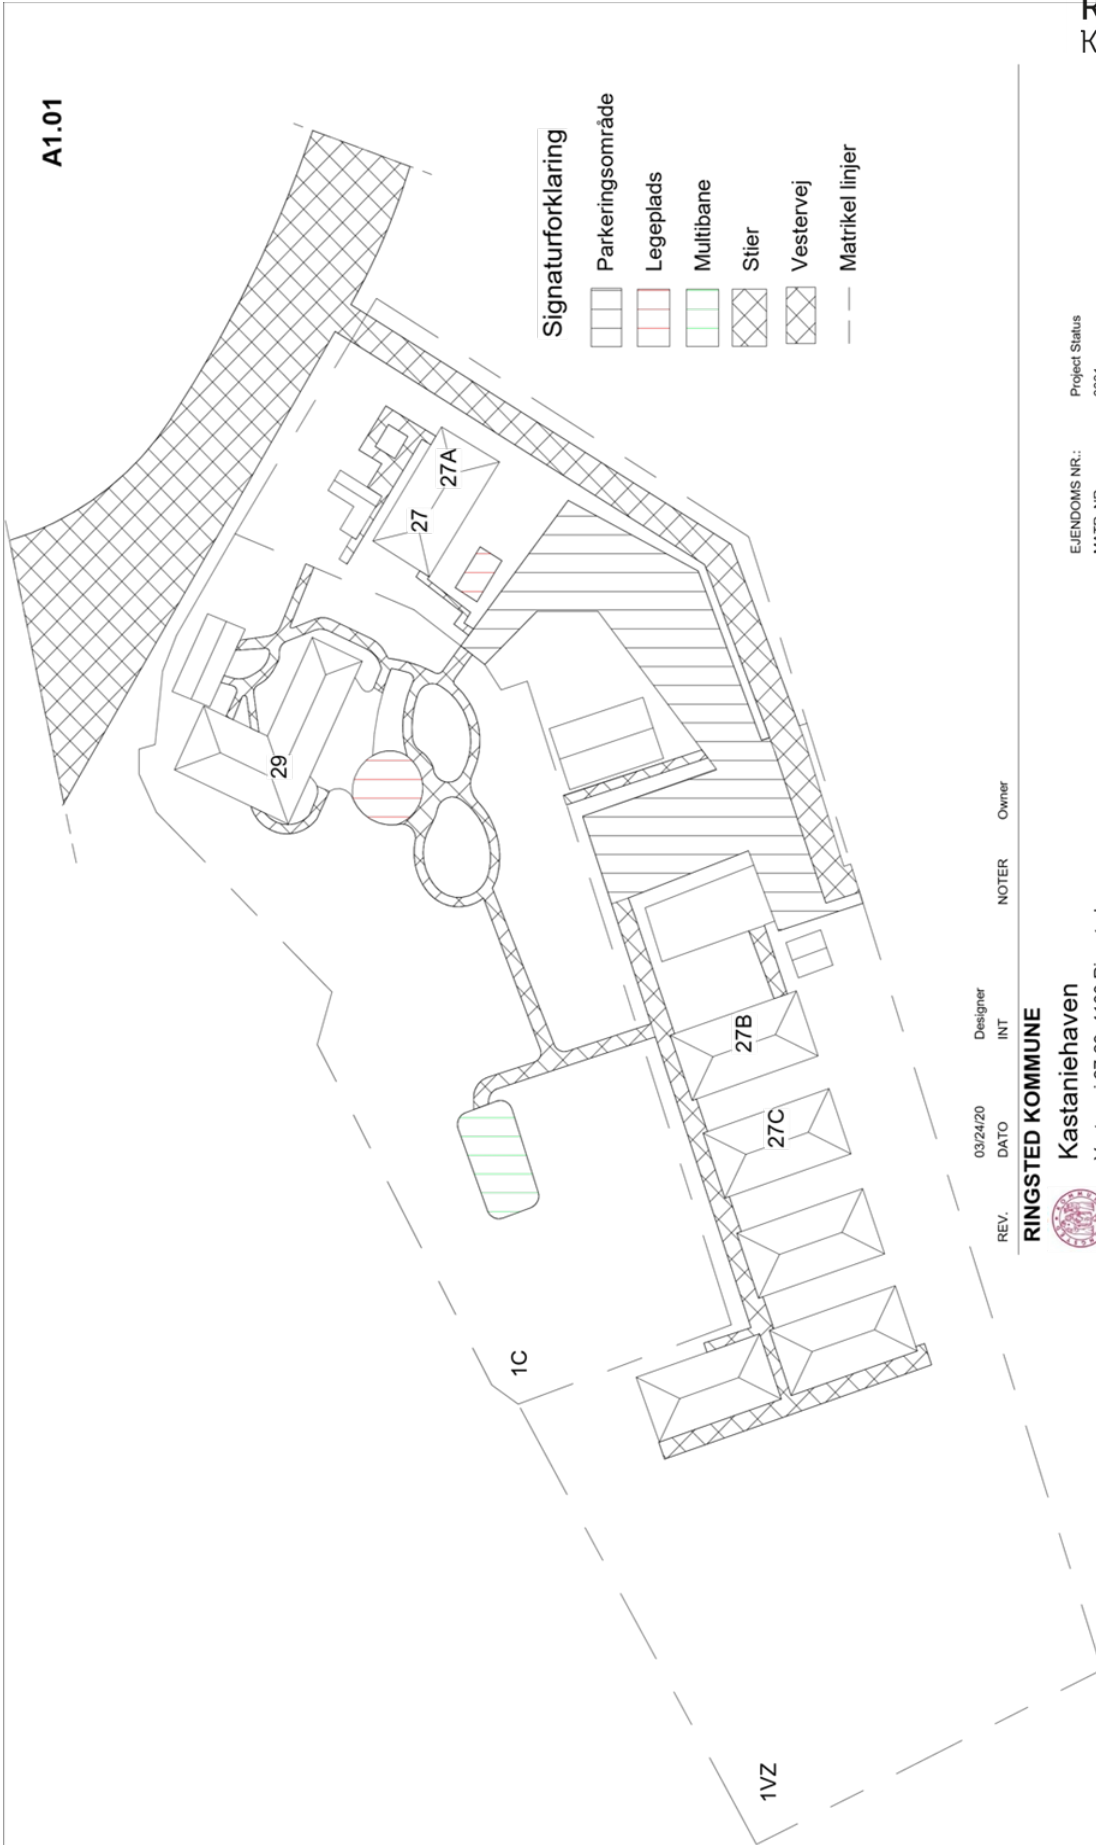 A1.01
Signaturforklaring
Parkeringsområde
Legeplads
Multibane
Stier
Vestervej
Matrikel linjer
29
27
27A
27B
27C
1C
1VZ
03/24/20 Designer
REV. DATO INT NOTER Owner
RINGSTED KOMMUNE
Kastaniehaven
EJENDOMS NR.: Project Status